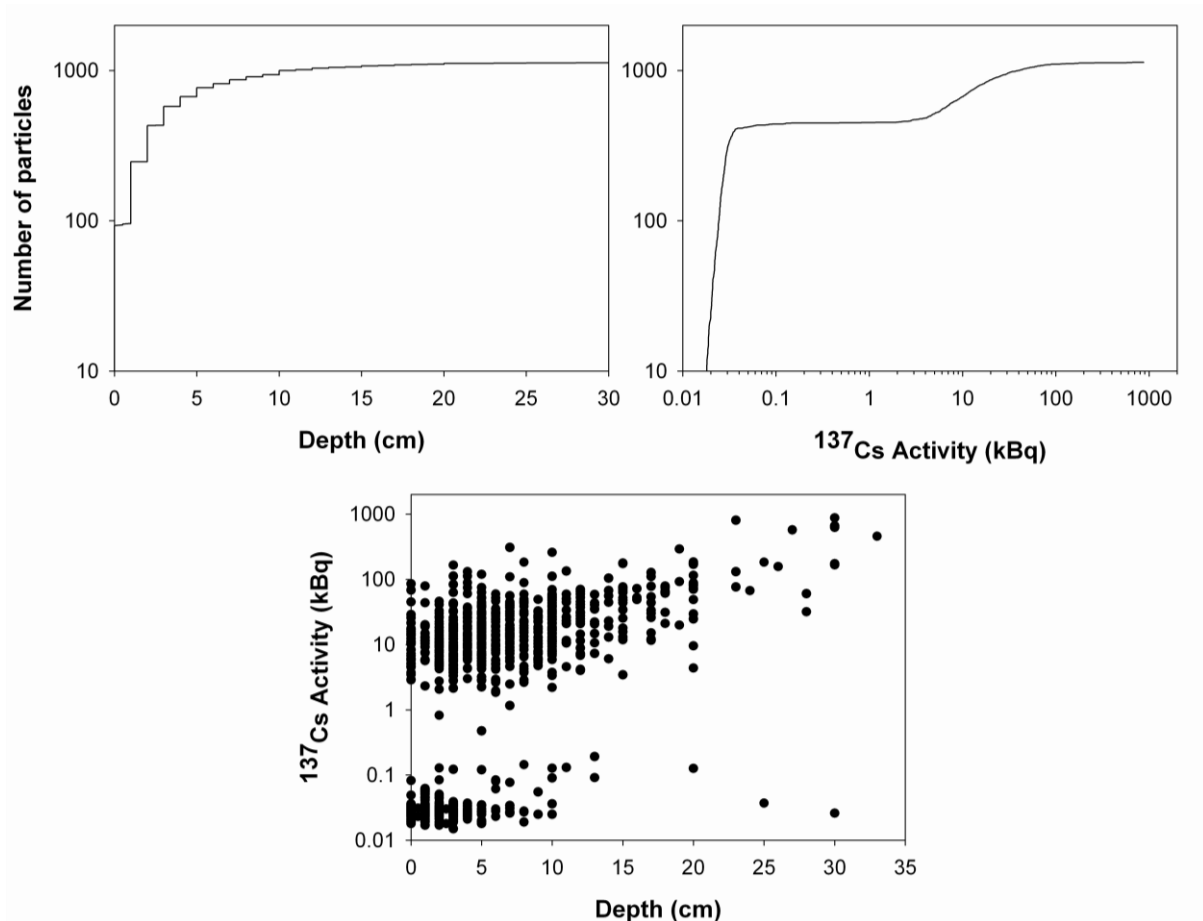 Number of particles
1000
100
10
0 5 10 15 20 25 30
Depth (cm)
1000
100
10
0.01 0.1 1 10 100 1000
137Cs Activity (kBq)
137Cs Activity (kBq)
1000
100
10
1
0.1
0.01
0 5 10 15 20 25 30 35
Depth (cm)